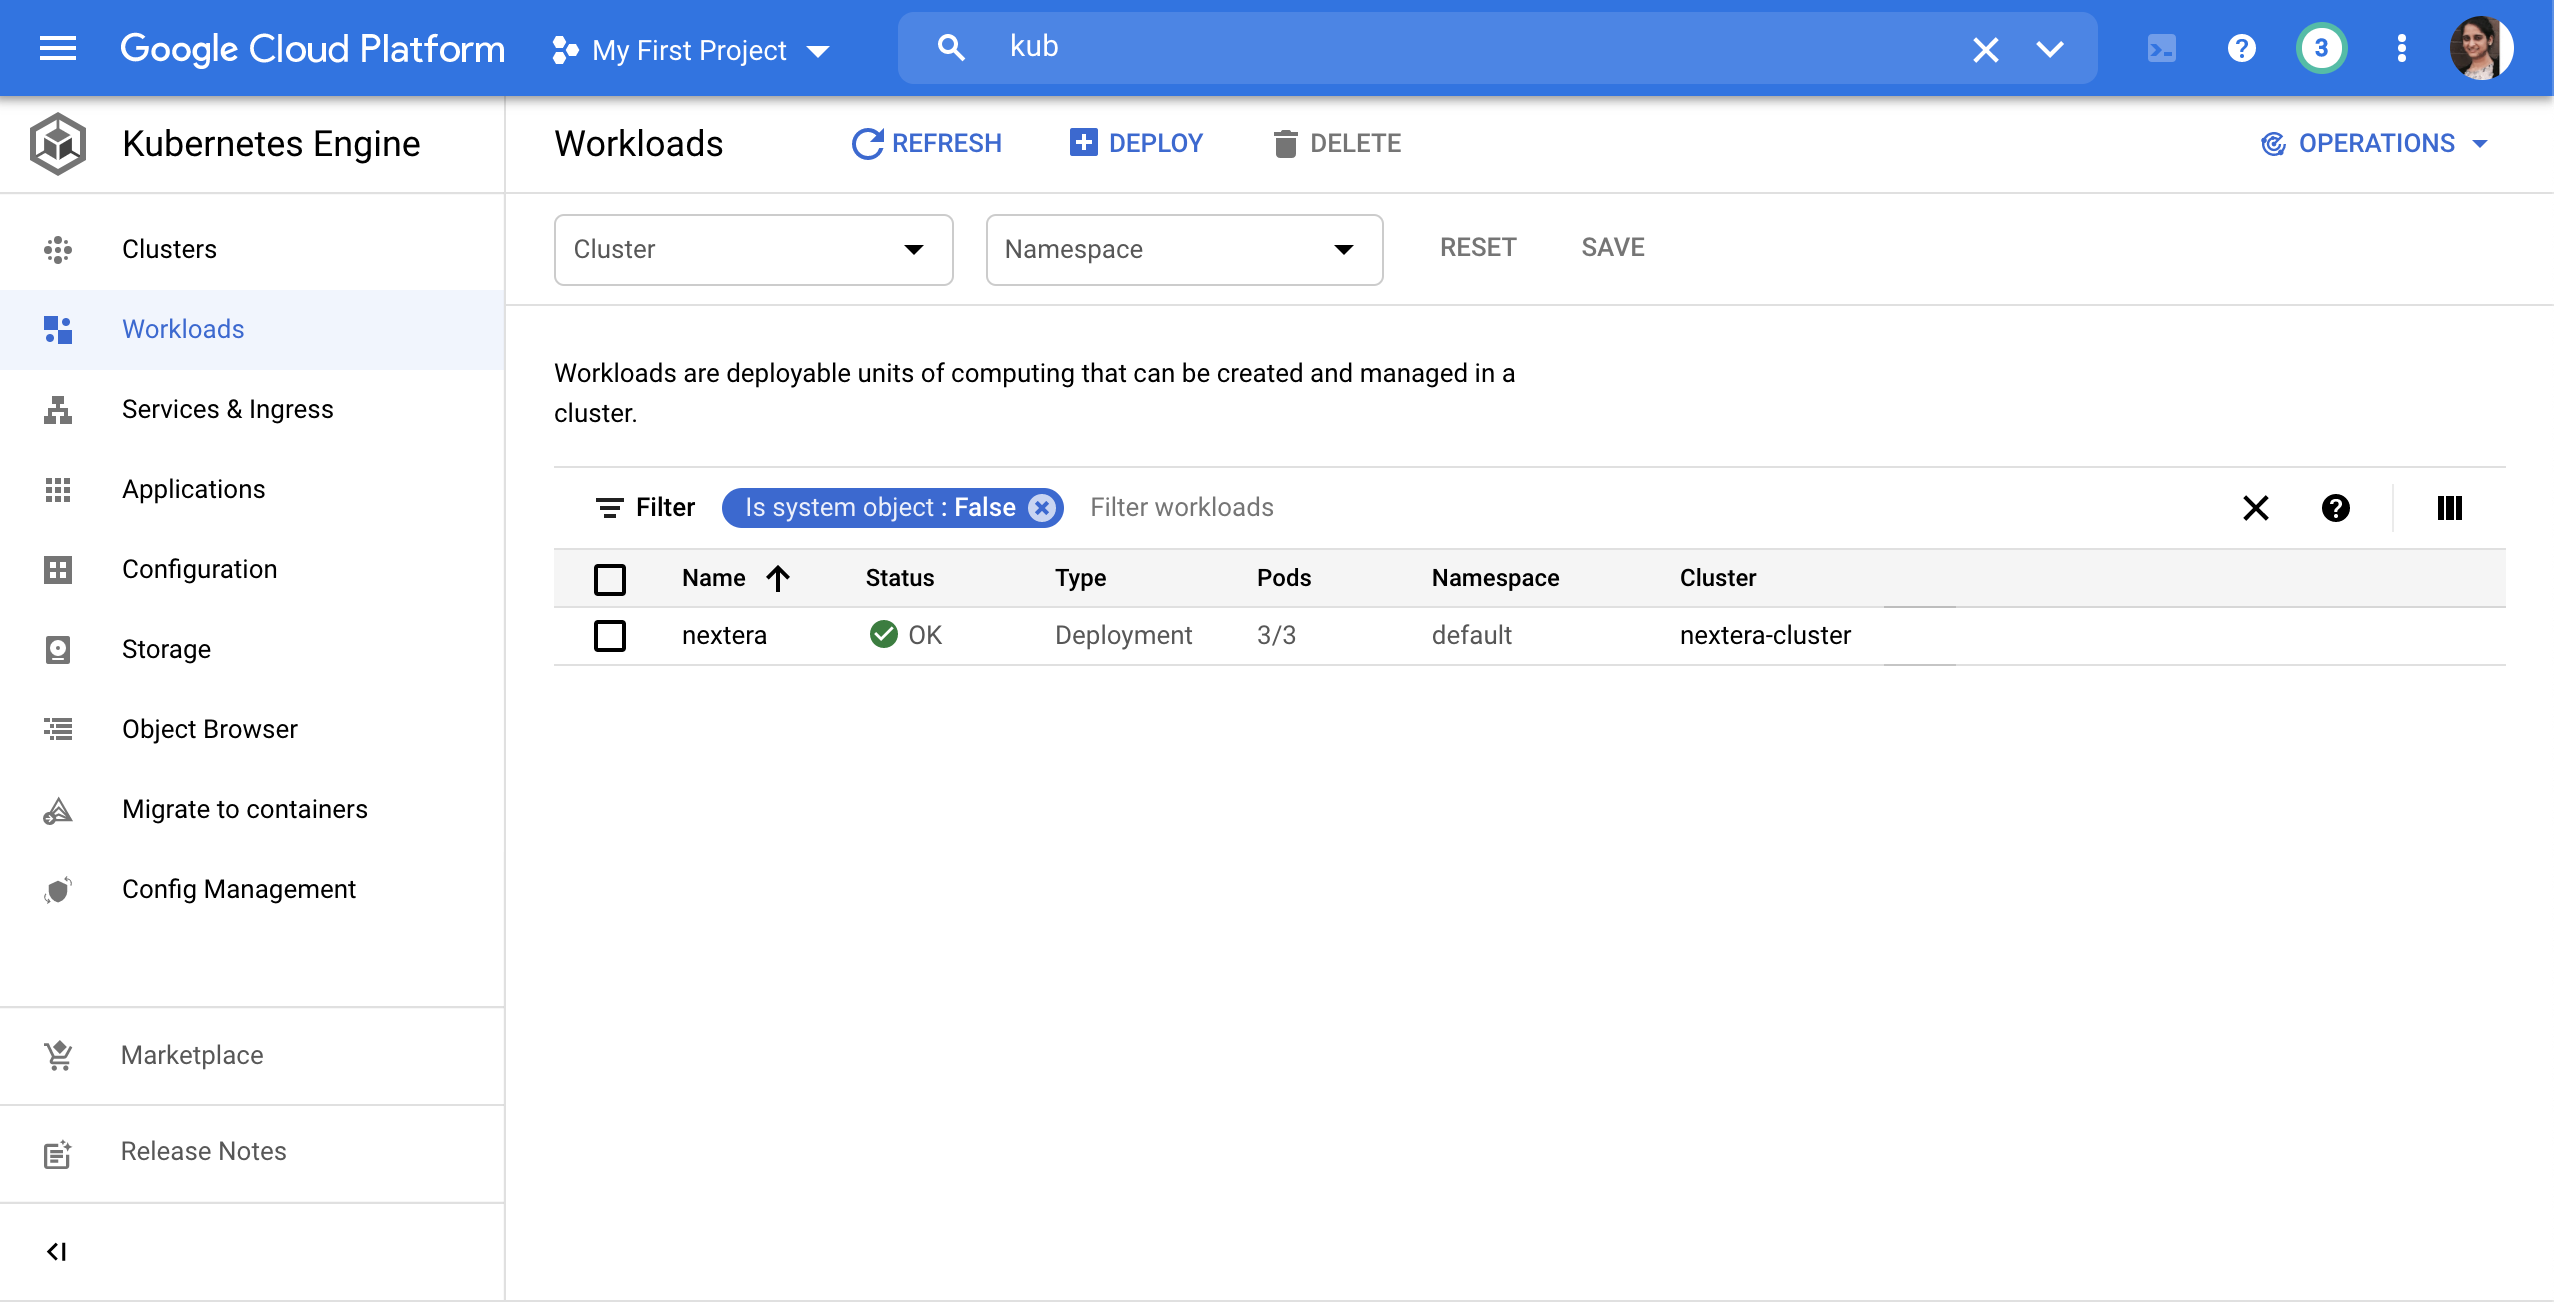 Google Cloud Platform
My First Project
kub
3
Kubernetes Engine
Workloads
REFRESH
DEPLOY
DELETE
OPERATIONS
Clusters
Workloads
Services & Ingress
Applications
Configuration
Storage
Object Browser
Migrate to containers
Config Management
Marketplace
Release Notes
Cluster
Namespace
RESET
SAVE
Workloads are deployable units of computing that can be created and managed in a
cluster.
Filter
Is system object : False
Filter workloads
Name Status Type Pods Namespace Cluster
nextera OK Deployment 3/3 default nextera-cluster